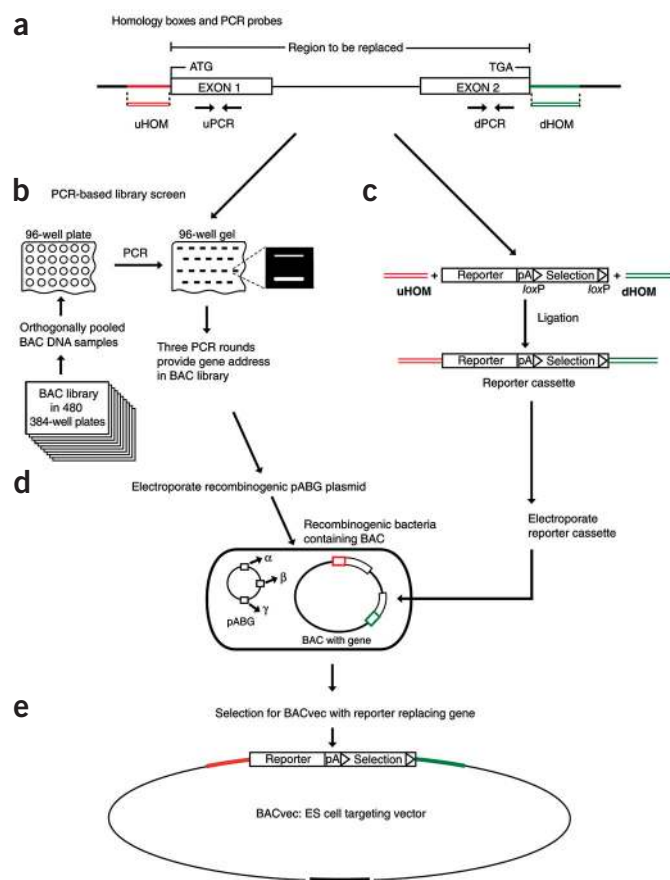 a
Homology boxes and PCR probes
Region to be replaced
ATG
TGA
EXON 1
EXON 2
uHOM
uPCR
dPCR
dHOM
b
PCR-based library screen
96-well plate
PCR
96-well gel
Orthogonally pooled
BAC DNA samples
BAC library
in 480
384-well plates
Three PCR rounds
provide gene address
in BAC library
c
uHOM
+
Reporter
pA
Selection
+
dHOM
loxP
loxP
Ligation
Reporter
pA
Selection
Reporter cassette
d
Electroporate recombinogenic pABG plasmid
Recombinogenic bacteria
containing BAC
Electroporate
reporter cassette
α
β
γ
pABG
BAC with gene
e
Selection for BACvec with reporter replacing gene
Reporter
pA
Selection
BACvec: ES cell targeting vector